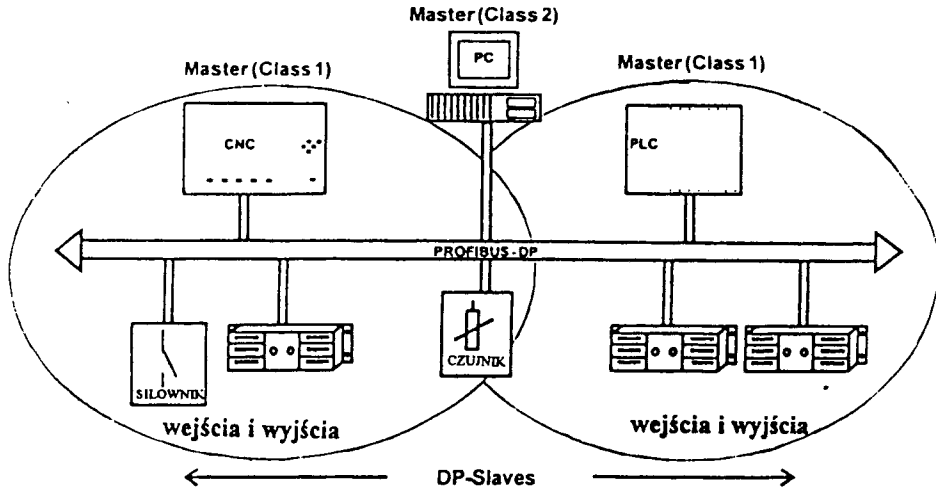 Master (Class 2)
PC
Master (Class 1)
Master (Class 1)
CNC
PLC
PROFIBUS - DP
SIŁOWNIK
CZUJNIK
wejścia i wyjścia
wejścia i wyjścia
DP-Slaves